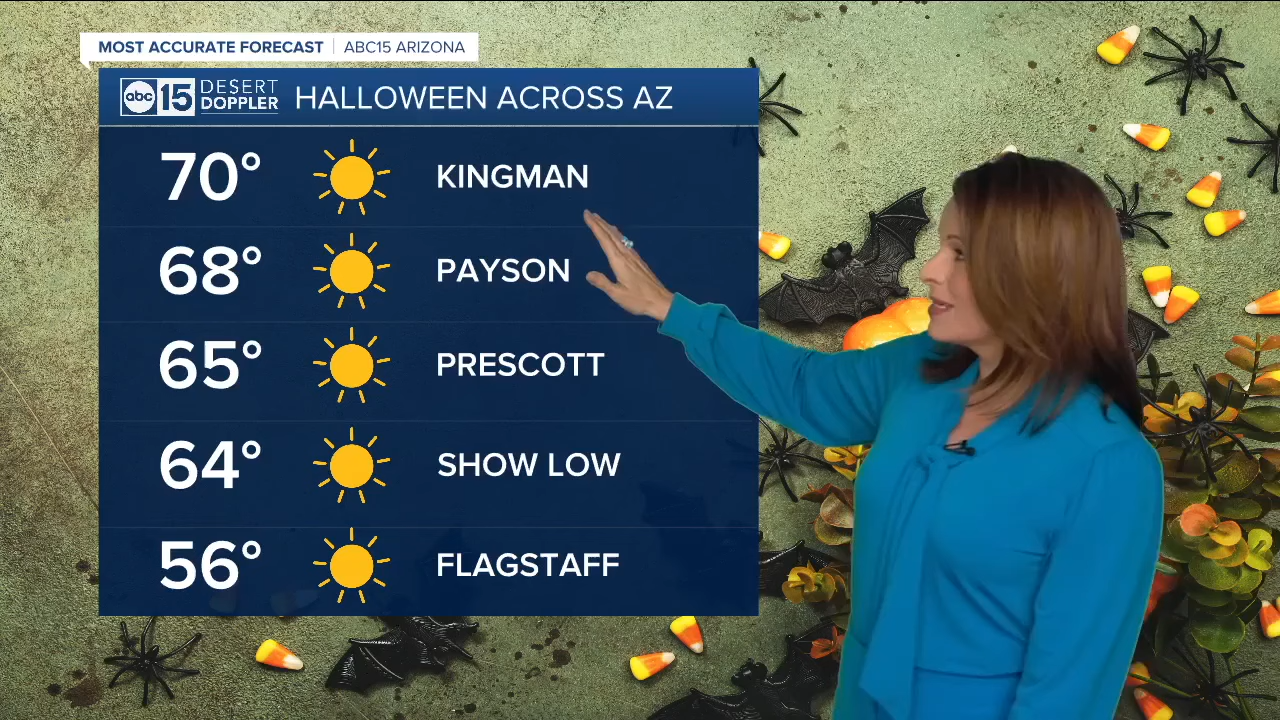 MOST ACCURATE FORECAST | ABC15 ARIZONA
abc 15 DESERT DOPPLER HALLOWEEN ACROSS AZ
70° KINGMAN
68° PAYSON
65° PRESCOTT
64° SHOW LOW
56° FLAGSTAFF